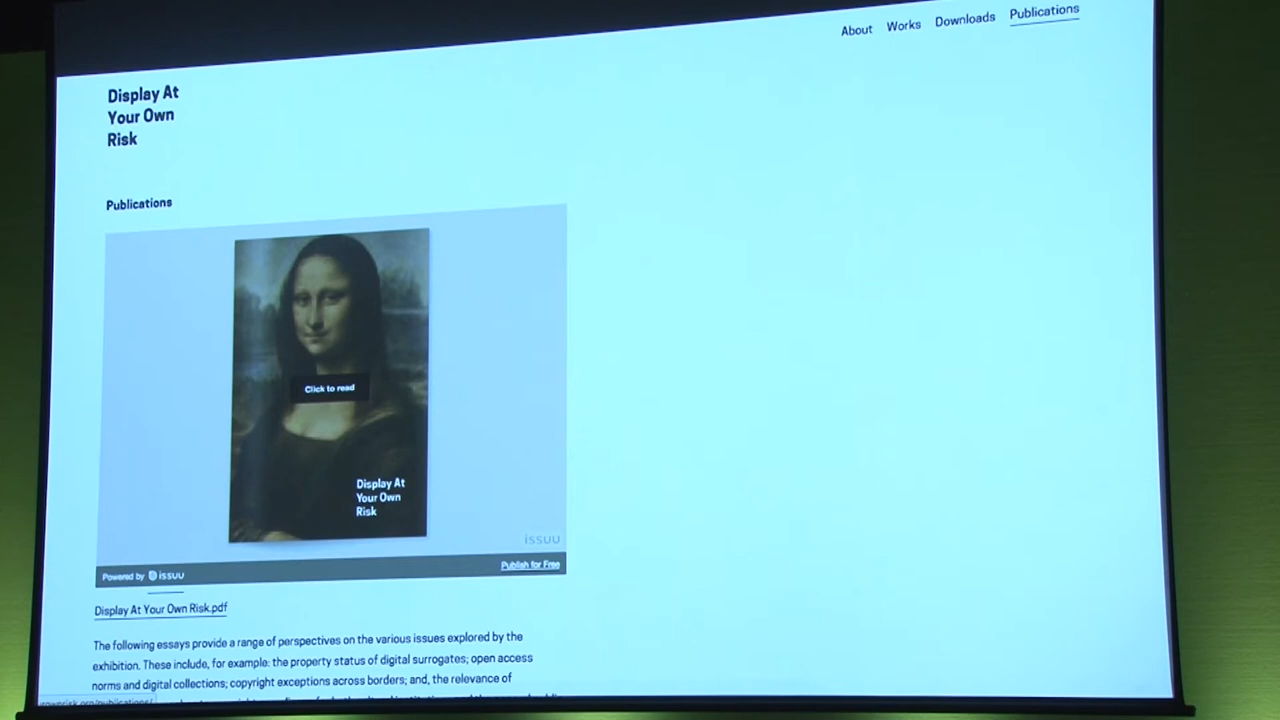 About Works Downloads Publications
Display At
Your Own
Risk
Publications
Click to read
Display At
Your Own
Risk
issuu
Powered by issuu
Publish for Free
Display At Your Own Risk.pdf
The following essays provide a range of perspectives on the various issues explored by the
exhibition. These include, for example: the property status of digital surrogates; open access
norms and digital collections; copyright exceptions across borders; and, the relevance of